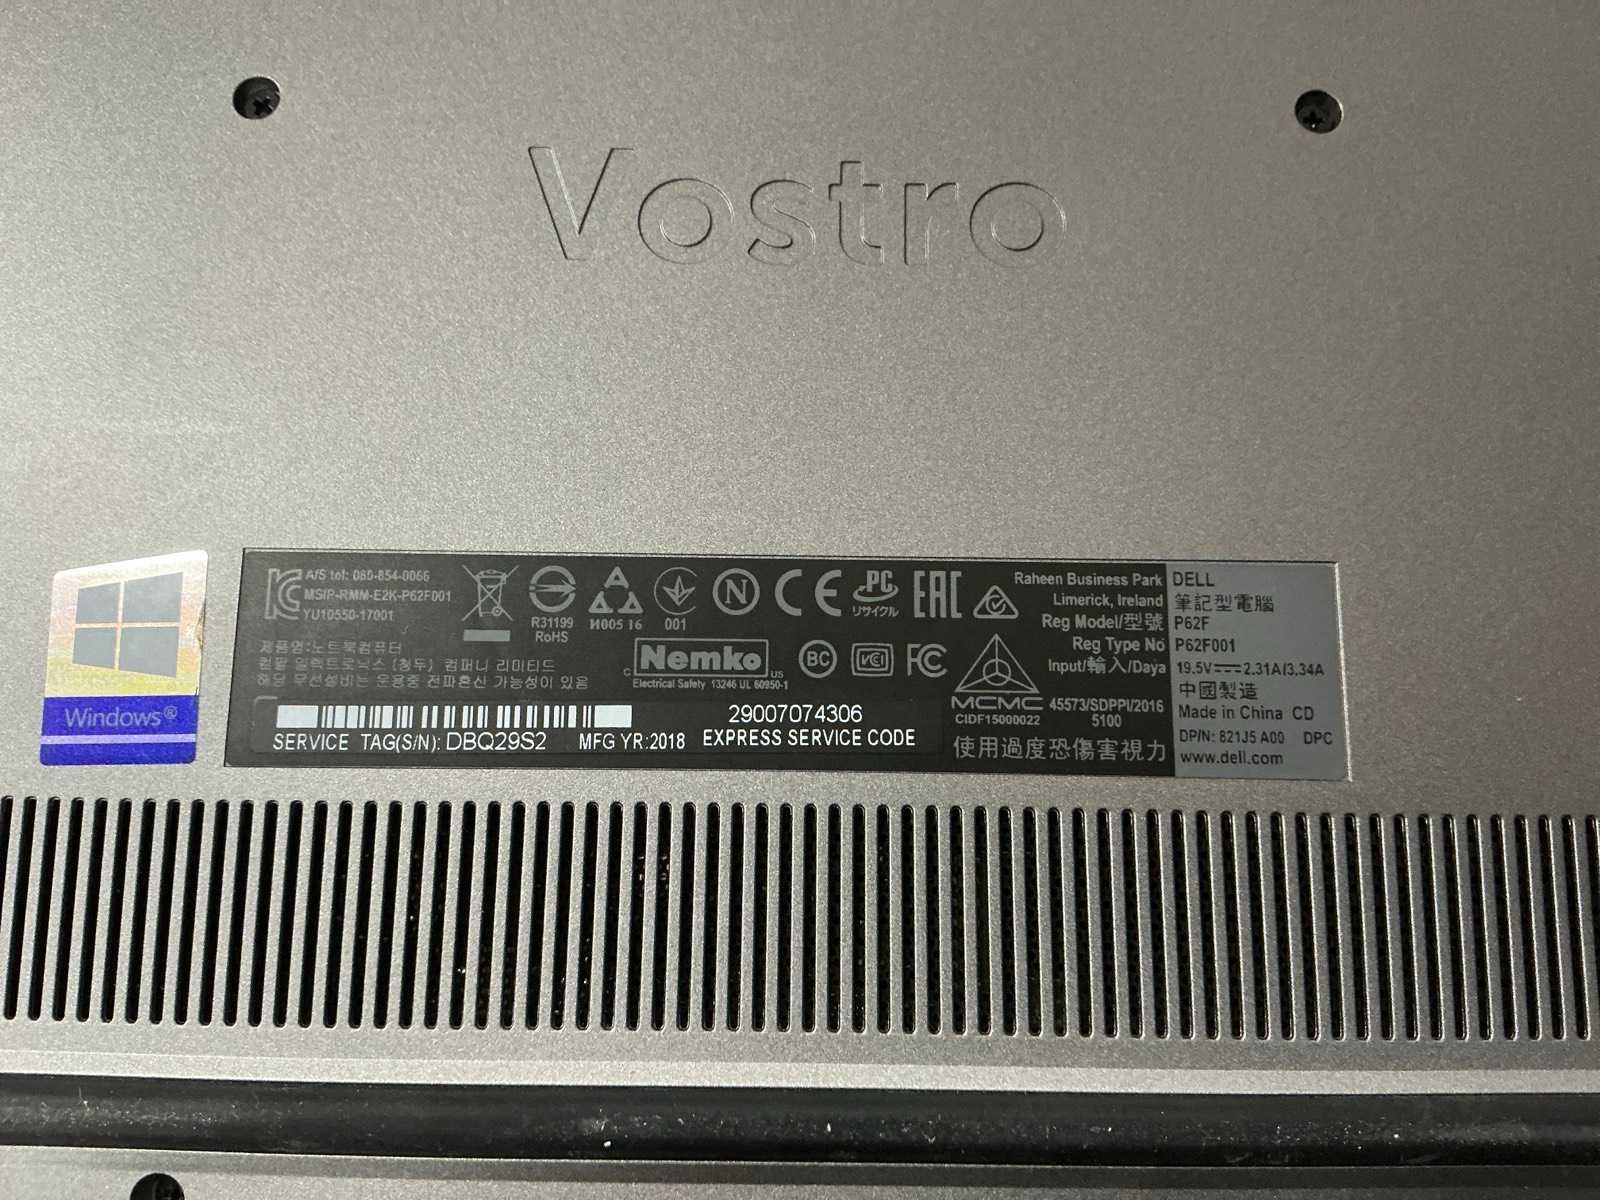 Vostro
Windows®
A/S tel: 080-854-0066
MSIP-RMM-E2K-P62F001
YU10550-17001
제품명:노트북컴퓨터
컴팔 일렉트로닉스 (청두) 컴퍼니 리미티드
해당 무선설비는 운용중 전파혼신 가능성이 있음
R31199
RoHS
И005 16
001
N
CE
PC
リサイクル
EAC
c Nemko us
Electrical Safety 13246 UL 60950-1
BC
VCI
FC
MCMC
CIDF15000022
45573/SDPPI/2016
5100
使用過度恐傷害視力
29007074306
SERVICE TAG(S/N): DBQ29S2 MFG YR:2018 EXPRESS SERVICE CODE
Raheen Business Park
Limerick, Ireland
DELL
筆記型電腦
Reg Model/型號 P62F
Reg Type No P62F001
Input/輸入/Daya 19.5V 2.31A/3.34A
中國製造
Made in China CD
DP/N: 821J5 A00 DPC
www.dell.com